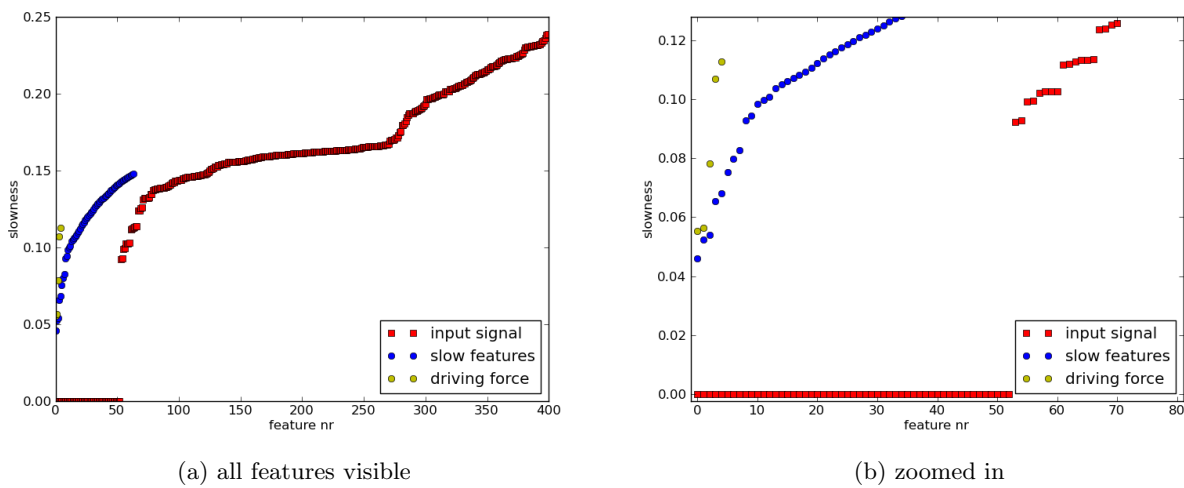 0.25
0.20
0.15
0.10
0.05
0.00
slowness
0 50 100 150 200 250 300 350 400
feature nr
input signal
slow features
driving force
(a) all features visible
0.12
0.10
0.08
0.06
0.04
0.02
0.00
slowness
0 10 20 30 40 50 60 70 80
feature nr
input signal
slow features
driving force
(b) zoomed in